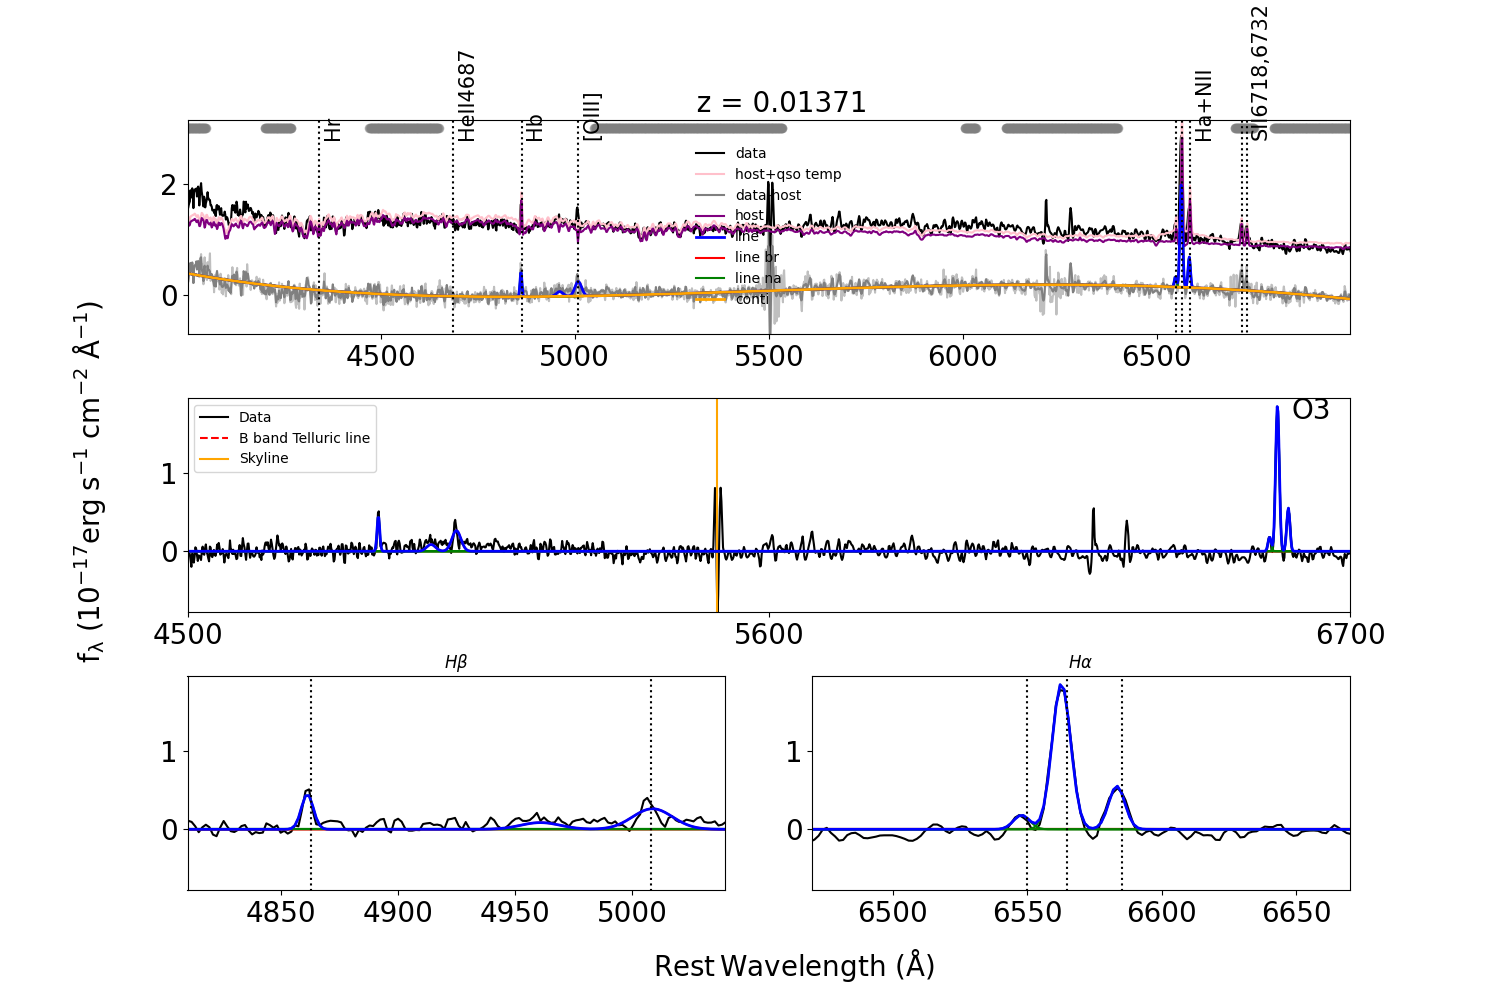 z = 0.01371
Hr
HeII4687
Hb
[OIII]
Ha+NII
SII6718,6732
data
host+qso temp
data-host
host
line
line br
line na
conti
2
0
4500
5000
5500
6000
6500
Data
B band Telluric line
Skyline
O3
1
0
4500
5600
6700
fλ (10⁻¹⁷erg s⁻¹ cm⁻² Å⁻¹)
Hβ
1
0
4850
4900
4950
5000
Hα
1
0
6500
6550
6600
6650
Rest Wavelength (Å)